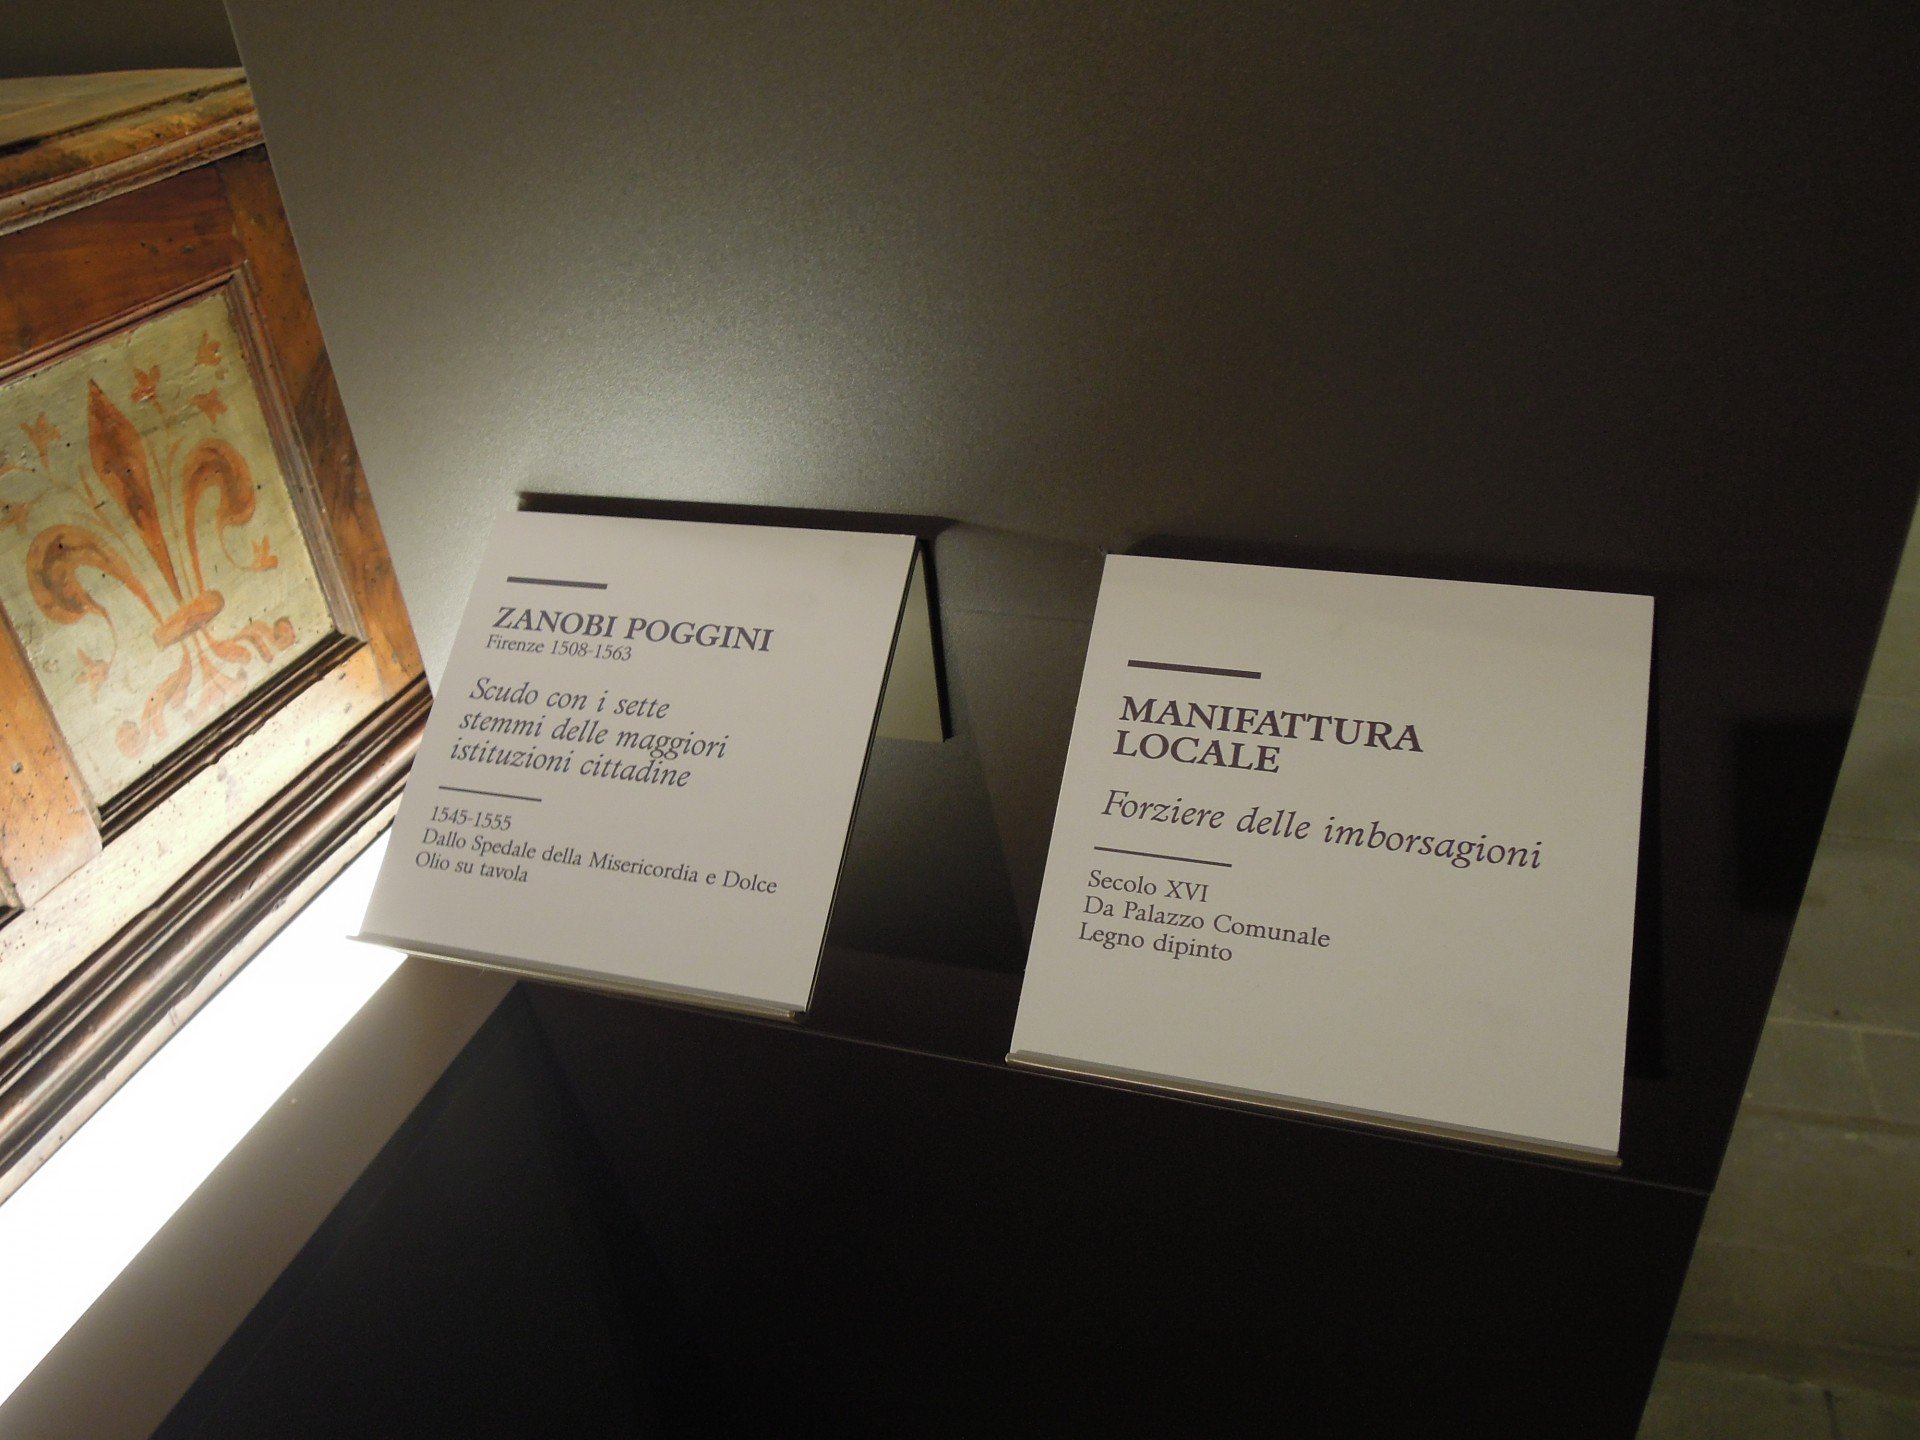 ZANOBI POGGINI
Firenze 1508-1563
Scudo con i sette
stemmi delle maggiori
istituzioni cittadine
1545-1555
Dallo Spedale della Misericordia e Dolce
Olio su tavola
MANIFATTURA
LOCALE
Forziere delle imborsagioni
Secolo XVI
Da Palazzo Comunale
Legno dipinto